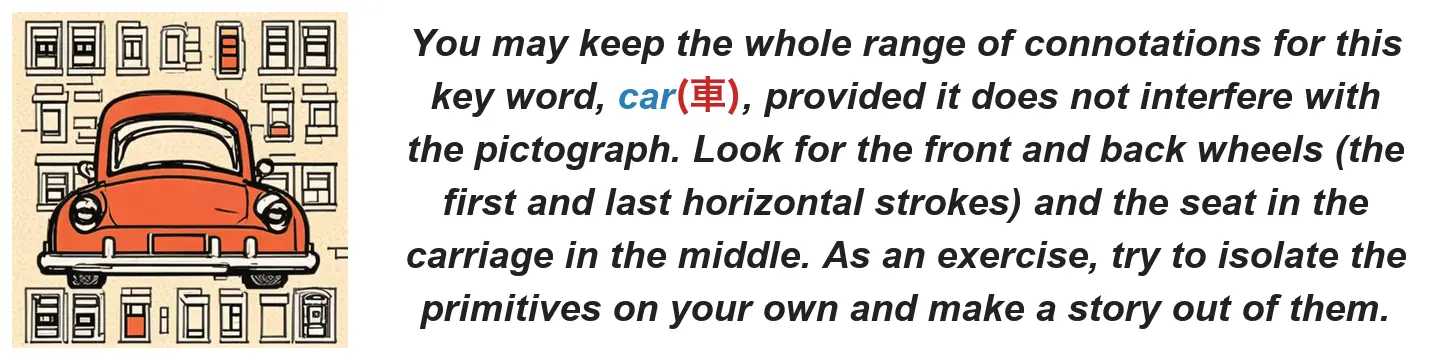 You may keep the whole range of connotations for this
key word, car(車), provided it does not interfere with
the pictograph. Look for the front and back wheels (the
first and last horizontal strokes) and the seat in the
carriage in the middle. As an exercise, try to isolate the
primitives on your own and make a story out of them.